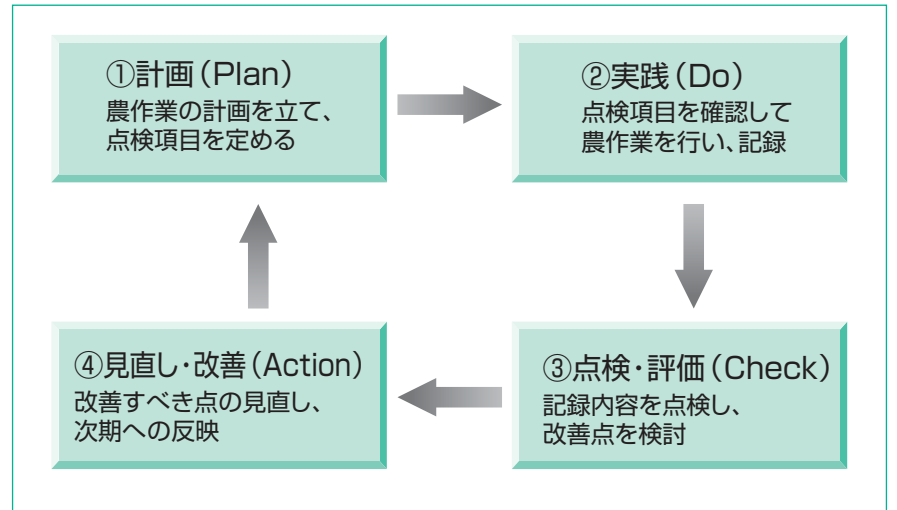 ①計画(Plan)
農作業の計画を立て、
点検項目を定める
②実践(Do)
点検項目を確認して
農作業を行い、記録
③点検・評価(Check)
記録内容を点検し、
改善点を検討
④見直し・改善(Action)
改善すべき点の見直し、
次期への反映